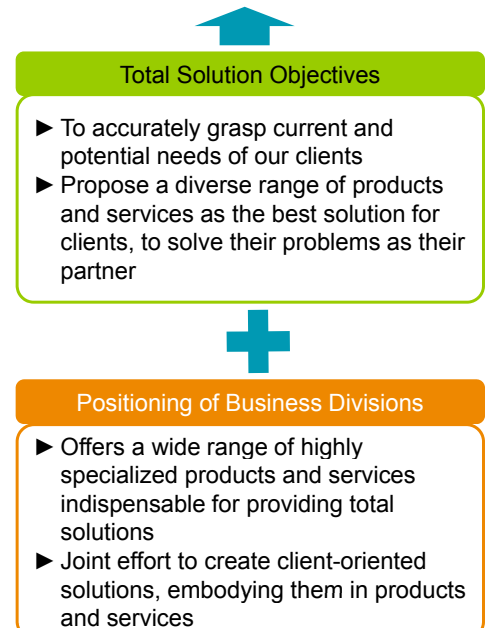 Total Solution Objectives
► To accurately grasp current and
potential needs of our clients
► Propose a diverse range of products
and services as the best solution for
clients, to solve their problems as their
partner
Positioning of Business Divisions
► Offers a wide range of highly
specialized products and services
indispensable for providing total
solutions
► Joint effort to create client-oriented
solutions, embodying them in products
and services